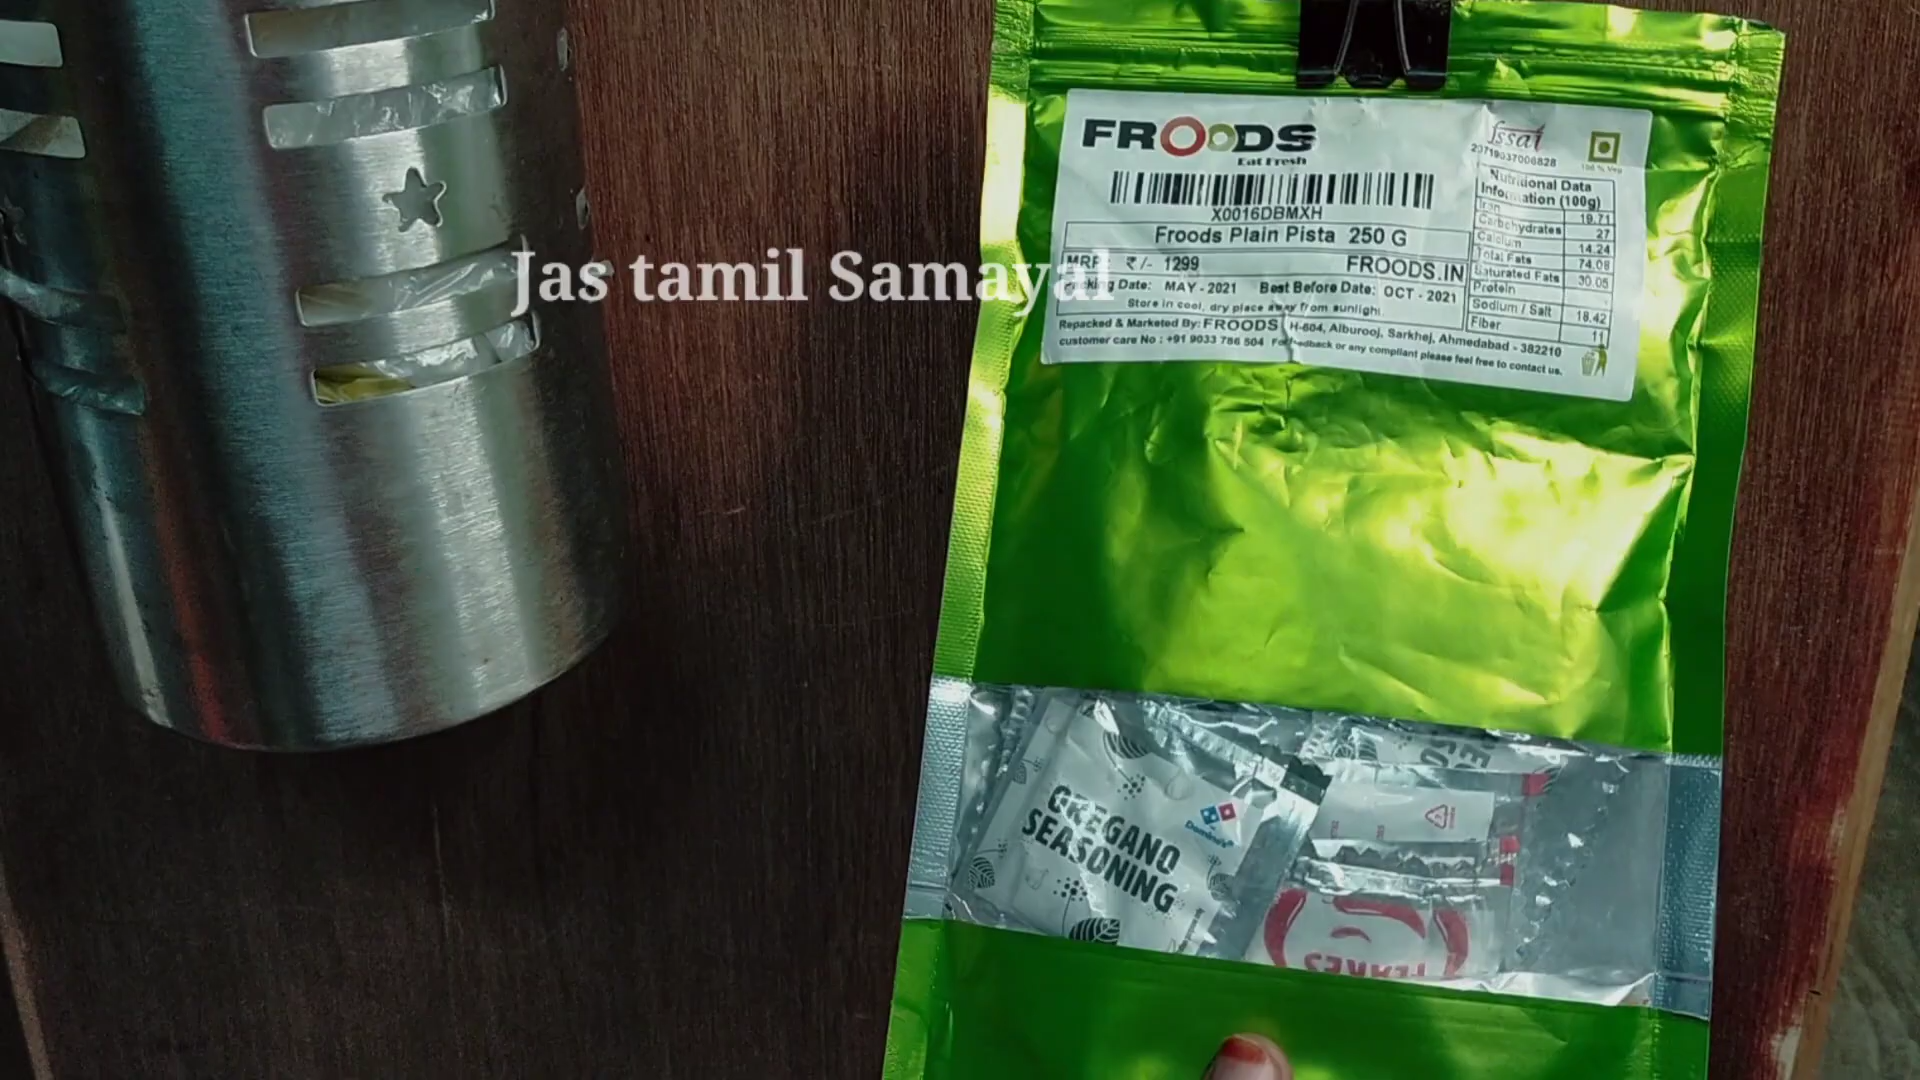 Jas tamil Samayal
FROODS
Eat Fresh
X0016DBMXH
Froods Plain Pista 250 G
MRP ₹/- 1299 FROODS.IN
Packing Date: MAY - 2021 Best Before Date: OCT - 2021
Store in cool, dry place away from sunlight.
Repacked & Marketed By: FROODS H-604, Alburooj, Sarkhej, Ahmedabad - 382210
customer care No : +91 9033 786 504 For feedback or any compliant please feel free to contact us.
fssai
20719037008828
100 % Veg
Nutritional Data
Information (100g)
Iron 19.71
Carbohydrates 27
Calcium 14.24
Total Fats 74.08
Saturated Fats 30.05
Protein -
Sodium / Salt 18.42
Fiber 11
OREGANO
SEASONING
Domino's
FLAKES